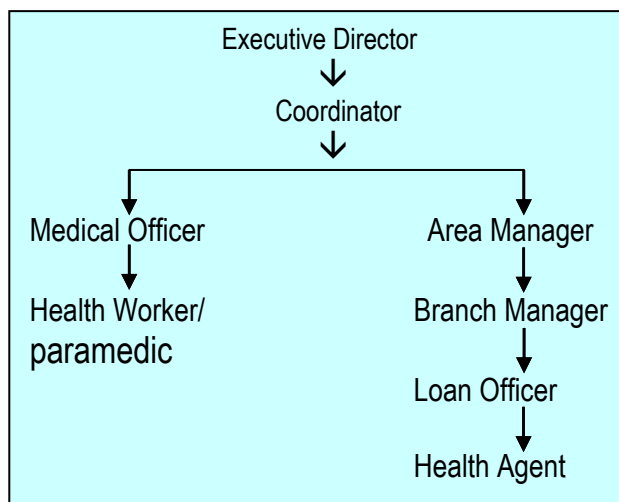 Executive Director
Coordinator
Medical Officer
Area Manager
Health Worker/
paramedic
Branch Manager
Loan Officer
Health Agent